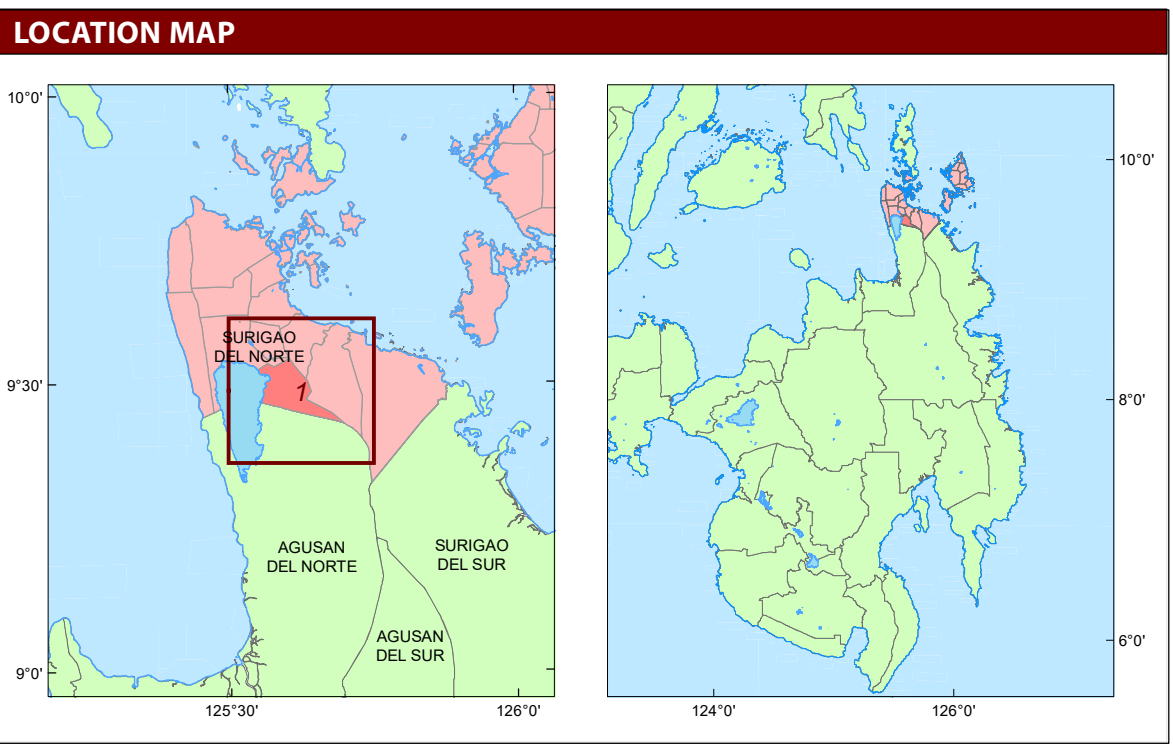 LOCATION MAP
10°0'
10°0'
SURIGAO
DEL NORTE
9°30'
1
8°0'
AGUSAN
DEL NORTE
SURIGAO
DEL SUR
AGUSAN
DEL SUR
6°0'
9°0'
125°30'
126°0'
124°0'
126°0'